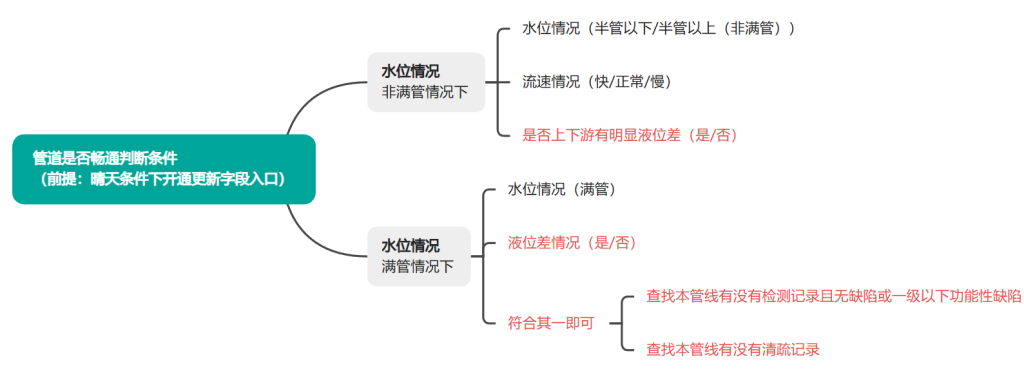 管道是否畅通判断条件
（前提：晴天条件下开通更新字段入口）
水位情况
非满管情况下
水位情况（半管以下/半管以上（非满管））
流速情况（快/正常/慢）
是否上下游有明显液位差（是/否）
水位情况
满管情况下
水位情况（满管）
液位差情况（是/否）
符合其一即可
查找本管线有没有检测记录且无缺陷或一级以下功能性缺陷
查找本管线有没有清疏记录